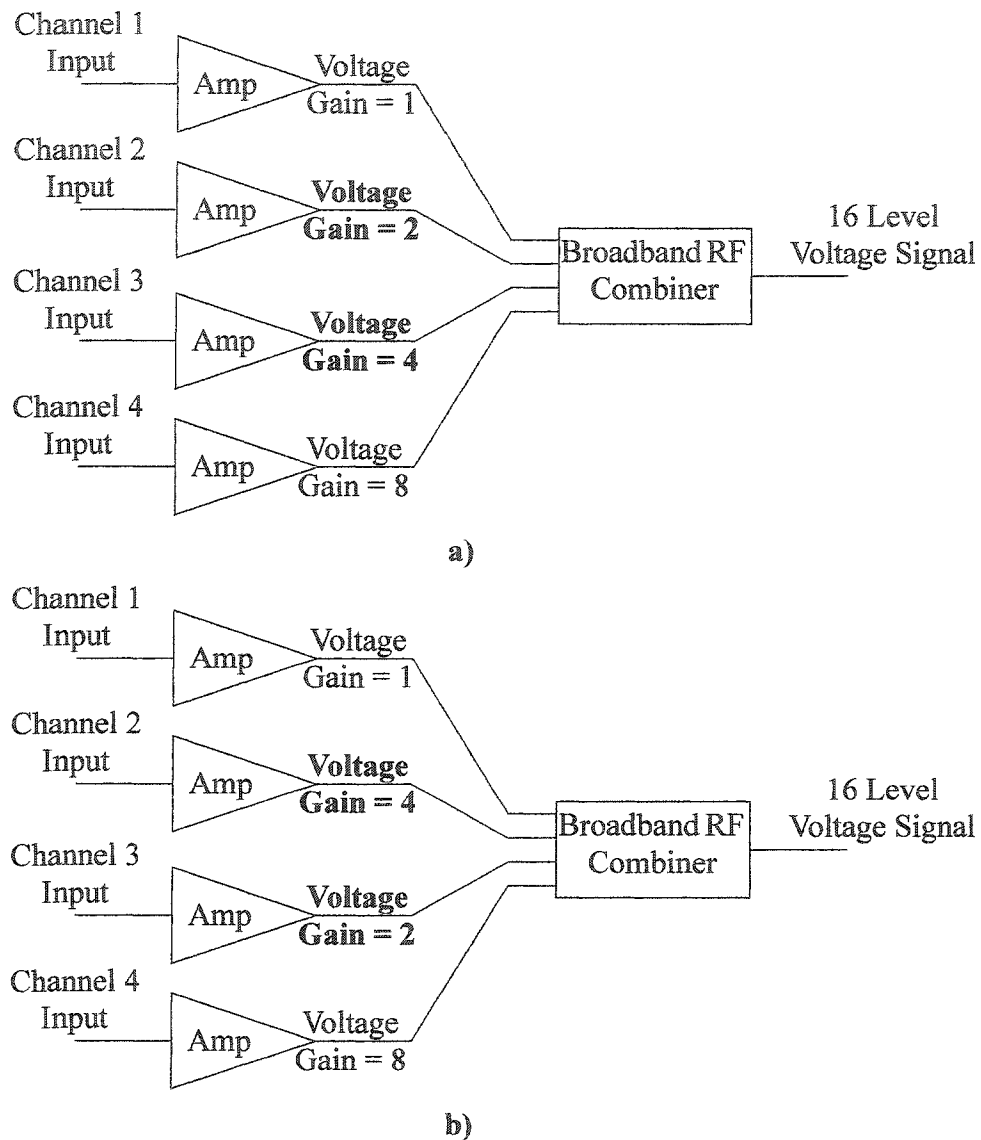 Channel 1
Input
Amp
Voltage
Gain = 1
Channel 2
Input
Amp
Voltage
Gain = 2
Channel 3
Input
Amp
Voltage
Gain = 4
Channel 4
Input
Amp
Voltage
Gain = 8
Broadband RF
Combiner
16 Level
Voltage Signal
a)
Channel 1
Input
Amp
Voltage
Gain = 1
Channel 2
Input
Amp
Voltage
Gain = 4
Channel 3
Input
Amp
Voltage
Gain = 2
Channel 4
Input
Amp
Voltage
Gain = 8
Broadband RF
Combiner
16 Level
Voltage Signal
b)